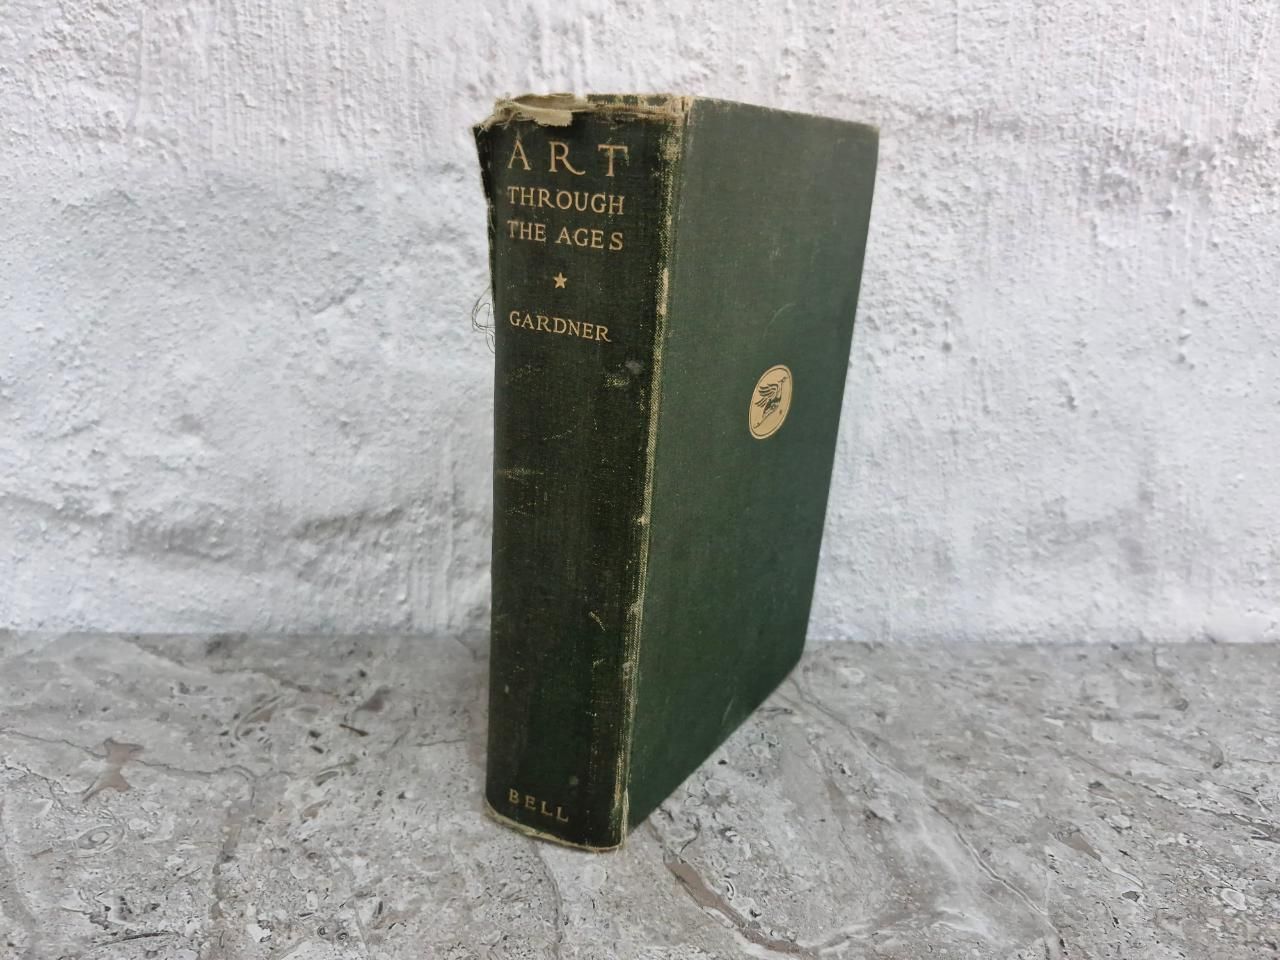 ART
THROUGH
THE AGES
GARDNER
BELL